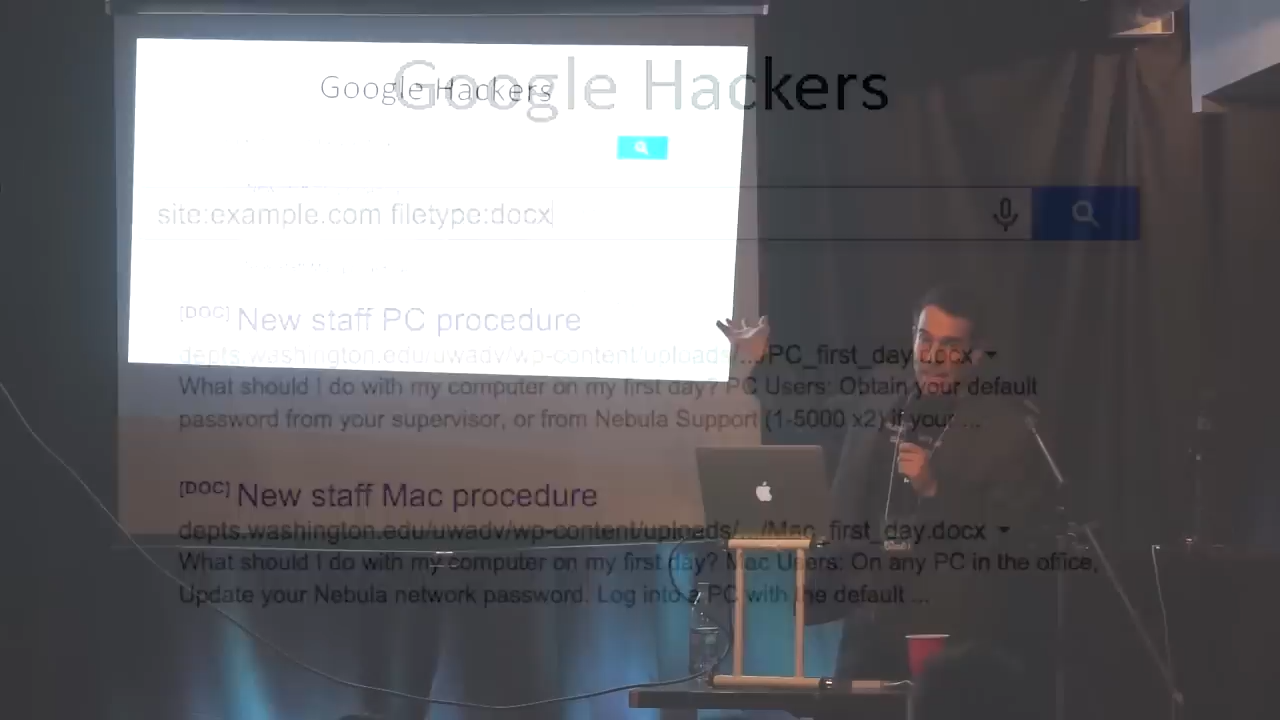 Google Hackers
Google Hackers
site:example.com filetype:docx
[DOC] New staff PC procedure
depts.washington.edu/uwadv/wp-content/uploads/.../PC_first_day.docx
What should I do with my computer on my first day? PC Users: Obtain your default
password from your supervisor, or from Nebula Support (1-5000 x2) if your ...
[DOC] New staff Mac procedure
depts.washington.edu/uwadv/wp-content/uploads/.../Mac_first_day.docx
What should I do with my computer on my first day? Mac Users: On any PC in the office,
Update your Nebula network password. Log into a PC with the default ...